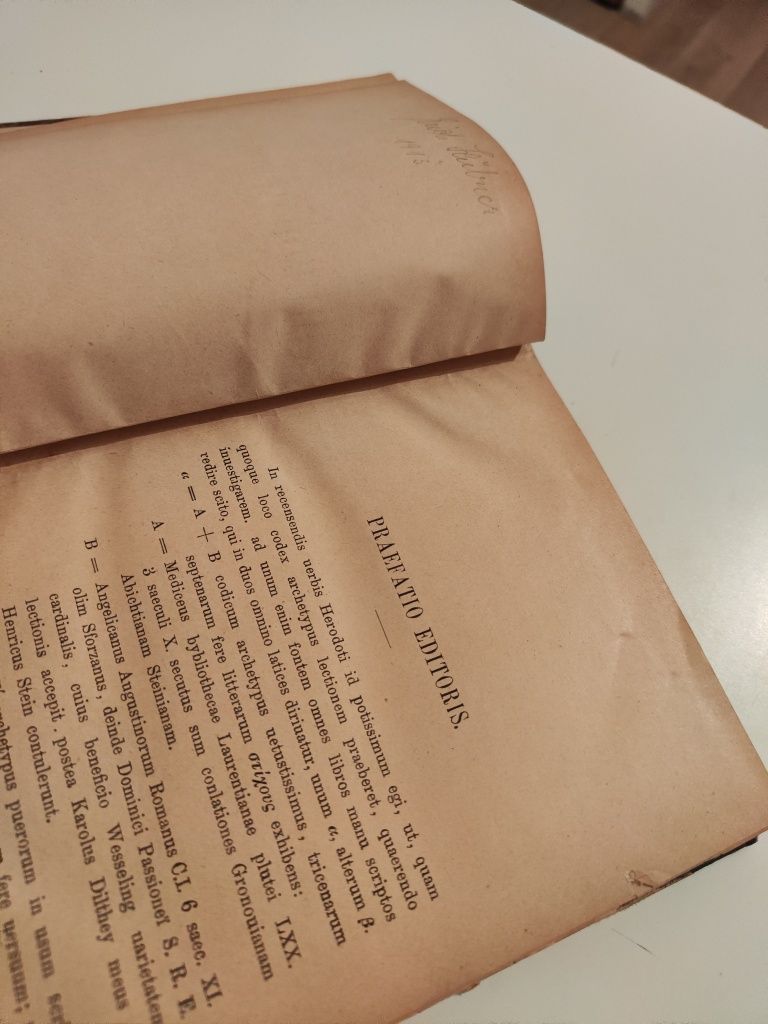 Hübner
PRAEFATIO EDITORIS.
In recensendis uerbis Herodoti id potissimum egi, ut, quam
quoque loco codex archetypus lectionem praeberet, quaerendo
inuestigarem. ad unum enim fontem omnes libros manu scriptos
redire scito, qui in duos omnino latices diriuatur, unum α, alterum β.
α = A + B codicum archetypus uetustissimus, tricenarum
septenarum fere litterarum στίχους exhibens:
A = Mediceus bybliothecae Laurentianae plutei LXX.
3 saeculi X. secutus sum conlationes Gronouianam
Abichtianam Steinianam.
B = Angelicanus Augustinorum Romanus C.I. 6 saec. XI.
olim Sforzanus, deinde Dominici Passioneï S. R. E.
cardinalis, cuius beneficio Wesseling uarietatem
lectionis accepit. postea Karolus Dilthey meus
Henricus Stein contulerunt.
archetypus puerorum in usum
fere uersuum;